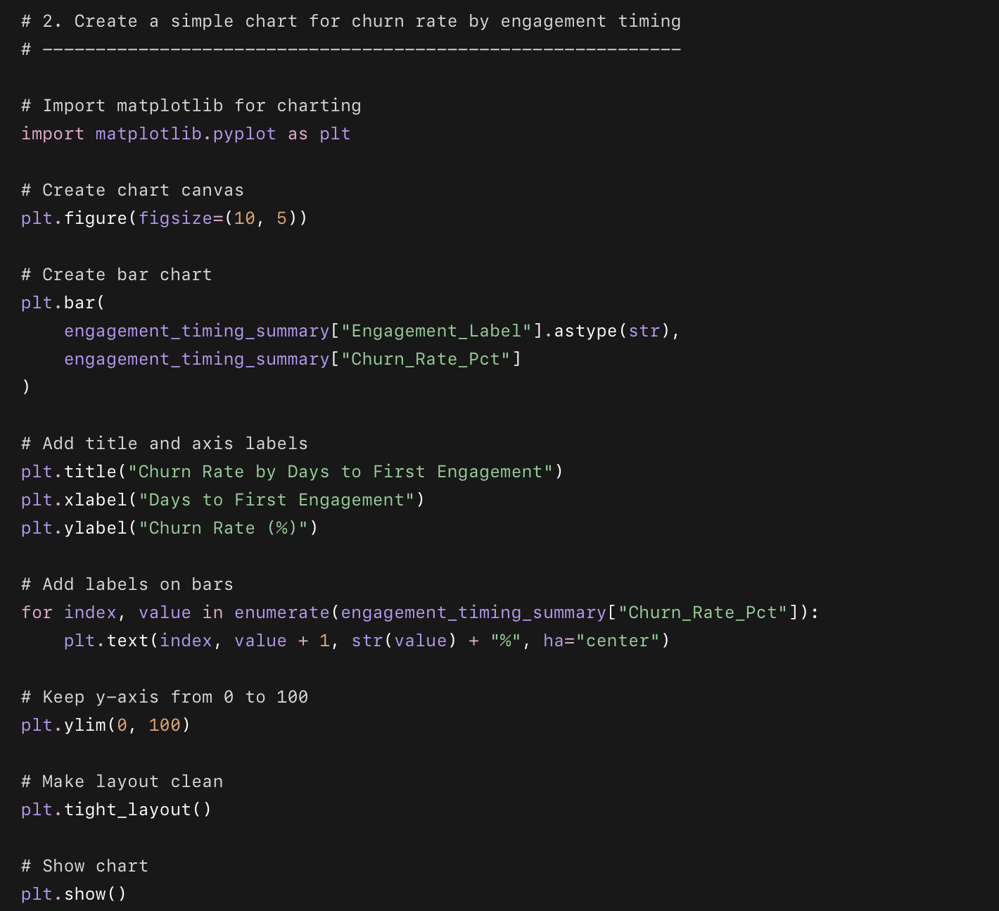 # 2. Create a simple chart for churn rate by engagement timing
# ------------------------------------------------------------
# Import matplotlib for charting
import matplotlib.pyplot as plt
# Create chart canvas
plt.figure(figsize=(10, 5))
# Create bar chart
plt.bar(
    engagement_timing_summary["Engagement_Label"].astype(str),
    engagement_timing_summary["Churn_Rate_Pct"]
)
# Add title and axis labels
plt.title("Churn Rate by Days to First Engagement")
plt.xlabel("Days to First Engagement")
plt.ylabel("Churn Rate (%)")
# Add labels on bars
for index, value in enumerate(engagement_timing_summary["Churn_Rate_Pct"]):
    plt.text(index, value + 1, str(value) + "%", ha="center")
# Keep y-axis from 0 to 100
plt.ylim(0, 100)
# Make layout clean
plt.tight_layout()
# Show chart
plt.show()